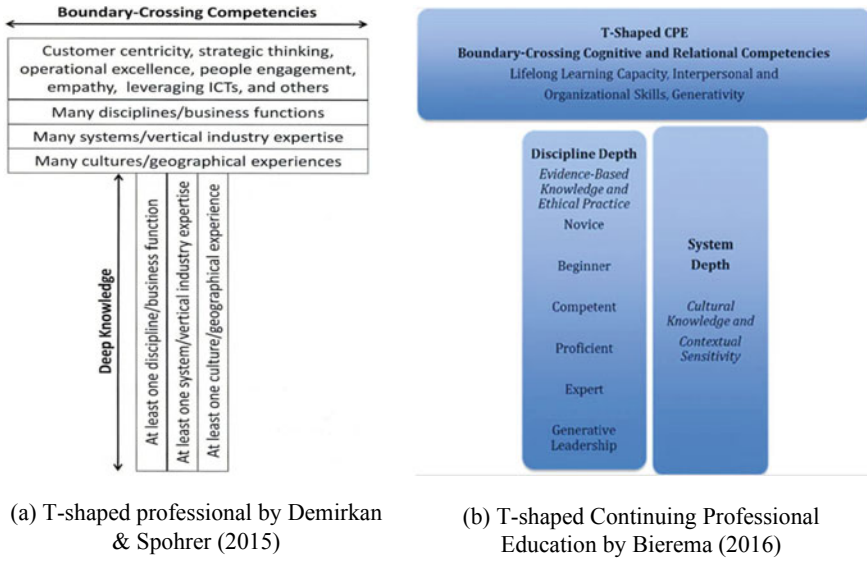 Boundary-Crossing Competencies
Customer centricity, strategic thinking,
operational excellence, people engagement,
empathy, leveraging ICTs, and others
Many disciplines/business functions
Many systems/vertical industry expertise
Many cultures/geographical experiences
Deep Knowledge
At least one discipline/business function
At least one system/vertical industry expertise
At least one culture/geographical experience
(a) T-shaped professional by Demirkan
& Spohrer (2015)
T-Shaped CPE
Boundary-Crossing Cognitive and Relational Competencies
Lifelong Learning Capacity, Interpersonal and
Organizational Skills, Generativity
Discipline Depth
Evidence-Based
Knowledge and
Ethical Practice
Novice
Beginner
Competent
Proficient
Expert
Generative
Leadership
System
Depth
Cultural
Knowledge and
Contextual
Sensitivity
(b) T-shaped Continuing Professional
Education by Bierema (2016)